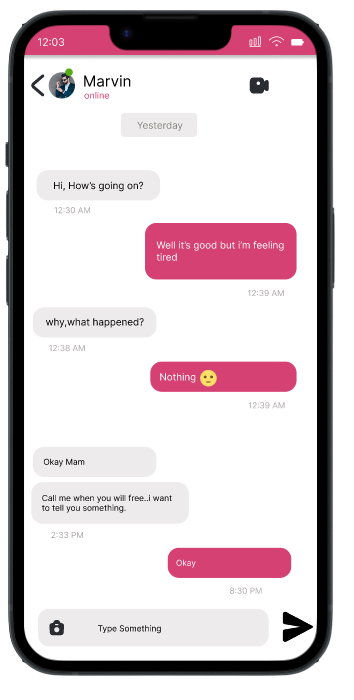 12:03
Marvin
online
Yesterday
Hi, How's going on?
12:30 AM
Well it's good but i'm feeling
tired
12:39 AM
why,what happened?
12:38 AM
Nothing 😐
12:39 AM
Okay Mam
Call me when you will free..i want
to tell you something.
2:33 PM
Okay
8:30 PM
Type Something